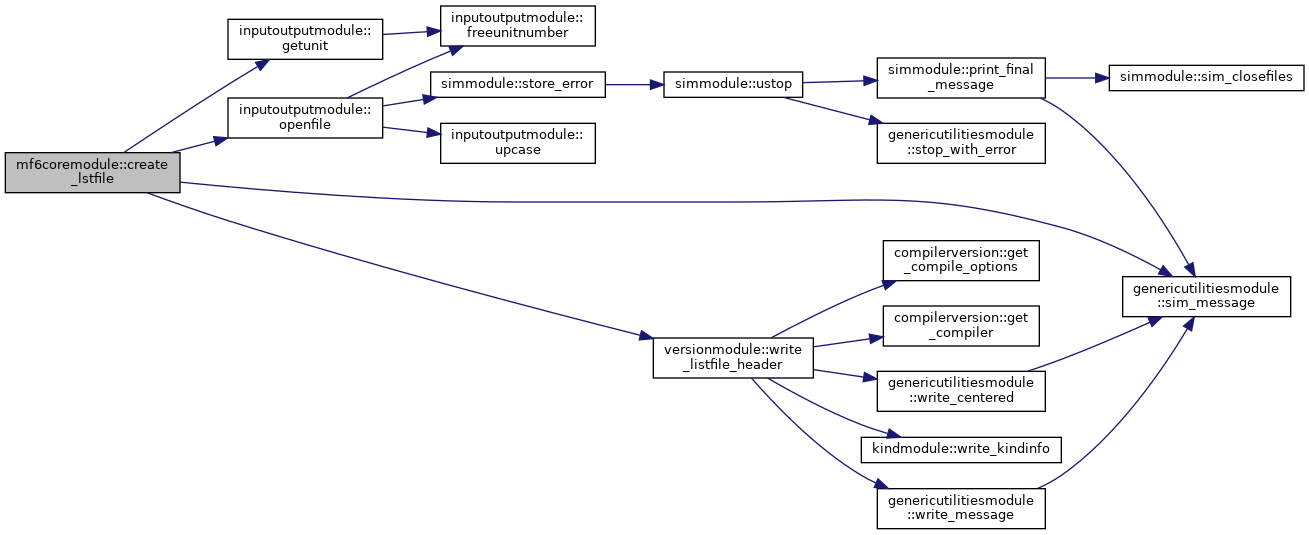 inputoutputmodule::
getunit
inputoutputmodule::
freeunitnumber
inputoutputmodule::
openfile
simmodule::store_error
inputoutputmodule::
upcase
simmodule::ustop
simmodule::print_final
_message
simmodule::sim_closefiles
genericutilitiesmodule
::stop_with_error
mf6coremodule::create
_lstfile
compilerversion::get
_compile_options
genericutilitiesmodule
::sim_message
compilerversion::get
_compiler
versionmodule::write
_listfile_header
genericutilitiesmodule
::write_centered
kindmodule::write_kindinfo
genericutilitiesmodule
::write_message